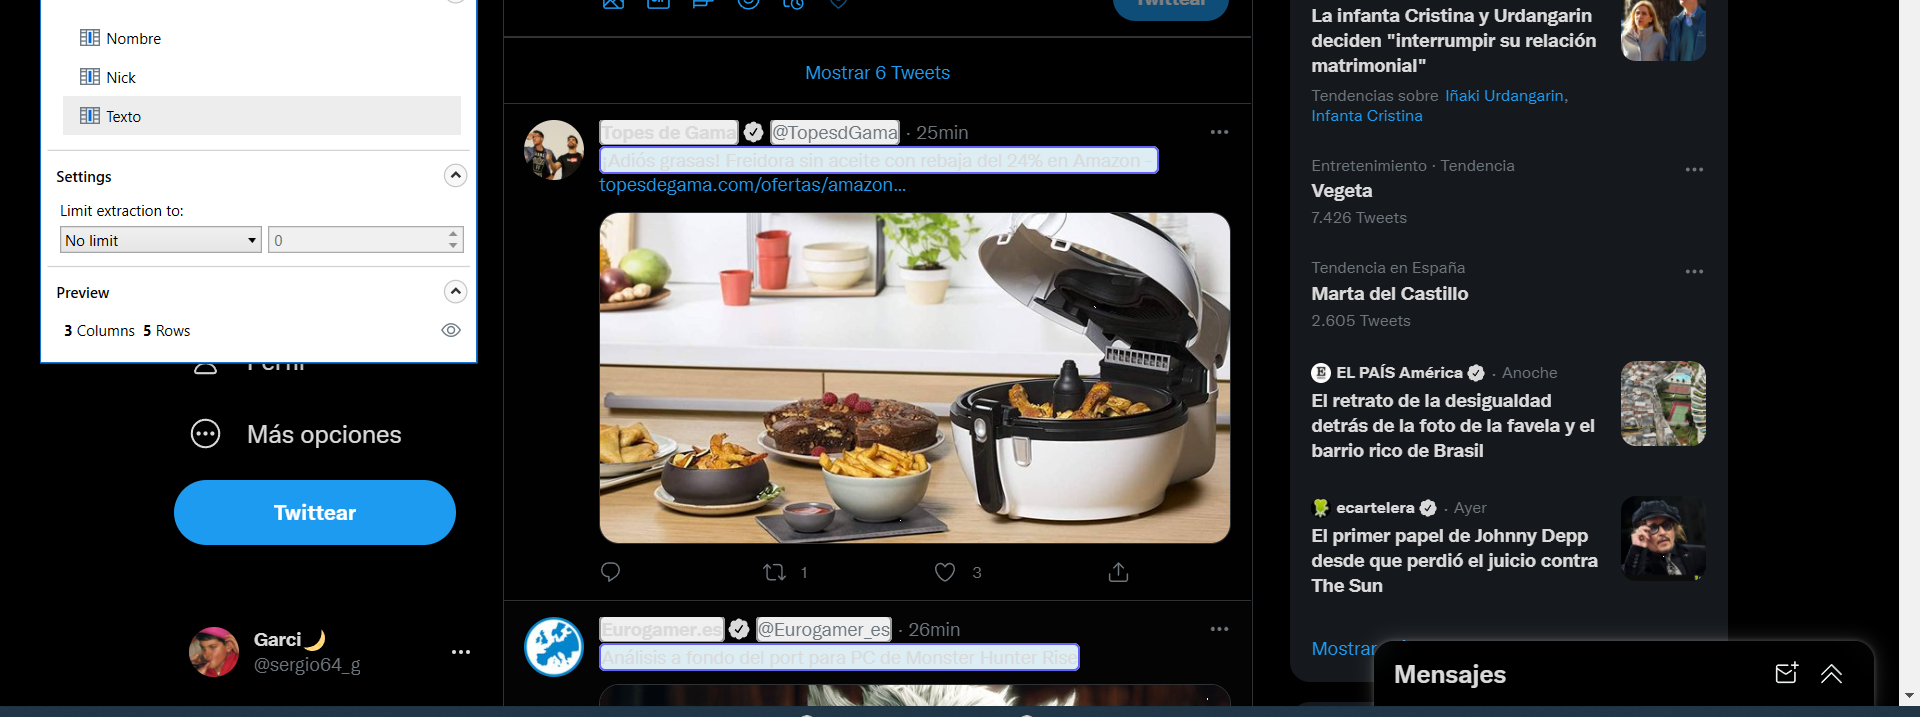 Nombre
Nick
Texto
Settings
Limit extraction to:
No limit
0
Preview
3 Columns 5 Rows
Perfil
Más opciones
Twittear
Garci
@sergio64_g
Twittear
Mostrar 6 Tweets
Topes de Gama @TopesdGama · 25min
¡Adiós grasas! Freidora sin aceite con rebaja del 24% en Amazon -
topesdegama.com/ofertas/amazon...
1
3
Eurogamer.es @Eurogamer_es · 26min
Análisis a fondo del port para PC de Monster Hunter Rise
La infanta Cristina y Urdangarin
deciden "interrumpir su relación
matrimonial"
Tendencias sobre Iñaki Urdangarin,
Infanta Cristina
Entretenimiento · Tendencia
Vegeta
7.426 Tweets
Tendencia en España
Marta del Castillo
2.605 Tweets
EL PAÍS América · Anoche
El retrato de la desigualdad
detrás de la foto de la favela y el
barrio rico de Brasil
ecartelera · Ayer
El primer papel de Johnny Depp
desde que perdió el juicio contra
The Sun
Mostrar
Mensajes